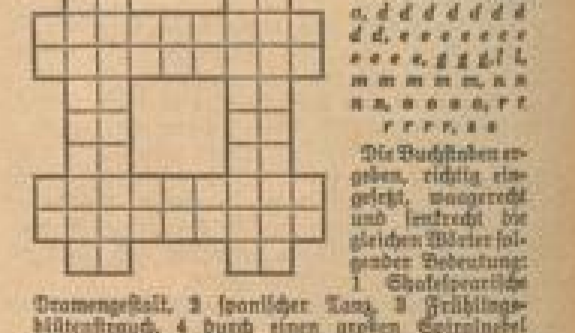 a, d d d d d d d
d d, e e e e e e e
e e e e, g g g, l l,
m m m m m, n n
n n, o o o o, r r
r r r r, s s
Die Buchstaben er-
geben, richtig ein-
gesetzt, waagerecht
und senkrecht die
gleichen Wörter fol-
gender Bedeutung:
1 Shakespearische
Dramengestalt, 2 spanischer Tanz, 3 Frühlings-
blütenstrauch, 4 durch einen großen